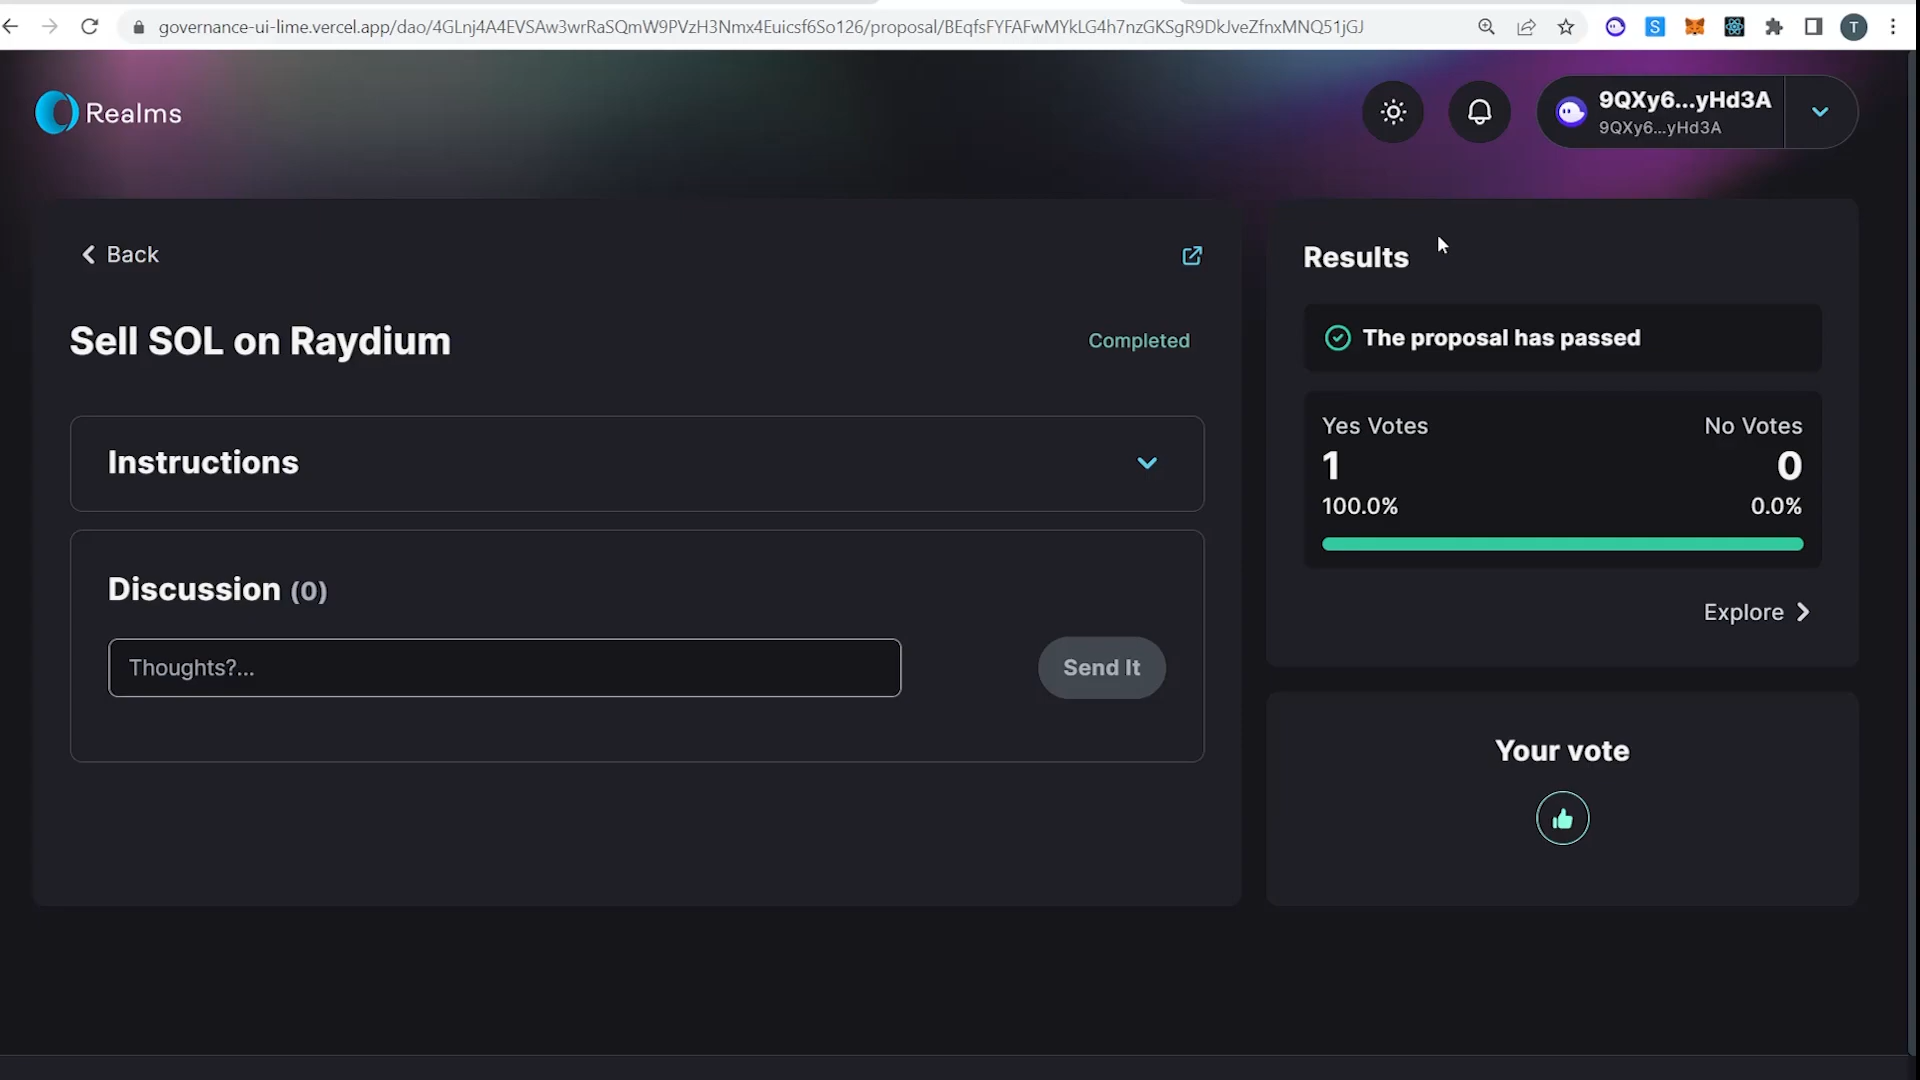 governance-ui-lime.vercel.app/dao/4GLnj4A4EVSAw3wrRaSQmW9PVzH3Nmx4Euicsf6So126/proposal/BEqfsFYFAFwMYkLG4h7nzGKSgR9DkJveZfnxMNQ51jGJ
S
T
Realms
9QXy6...yHd3A
9QXy6...yHd3A
Back
Sell SOL on Raydium
Completed
Instructions
Discussion (0)
Thoughts?...
Send It
Results
The proposal has passed
Yes Votes
No Votes
1
0
100.0%
0.0%
Explore
Your vote